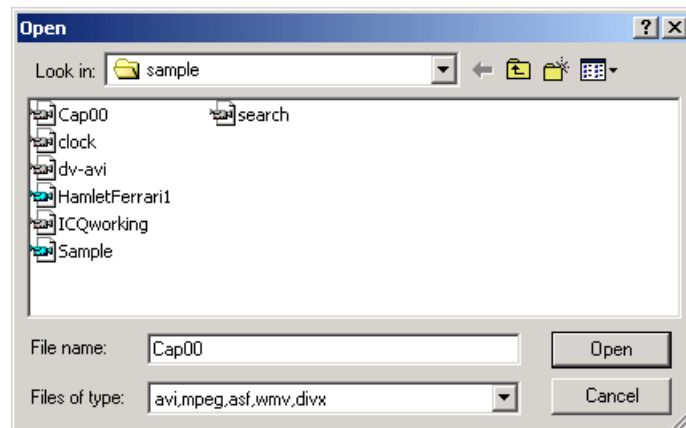 Open
Look in: sample
Cap00
clock
dv-avi
HamletFerrari1
ICQworking
Sample
search
File name: Cap00
Open
Files of type: avi,mpeg,asf,wmv,divx
Cancel